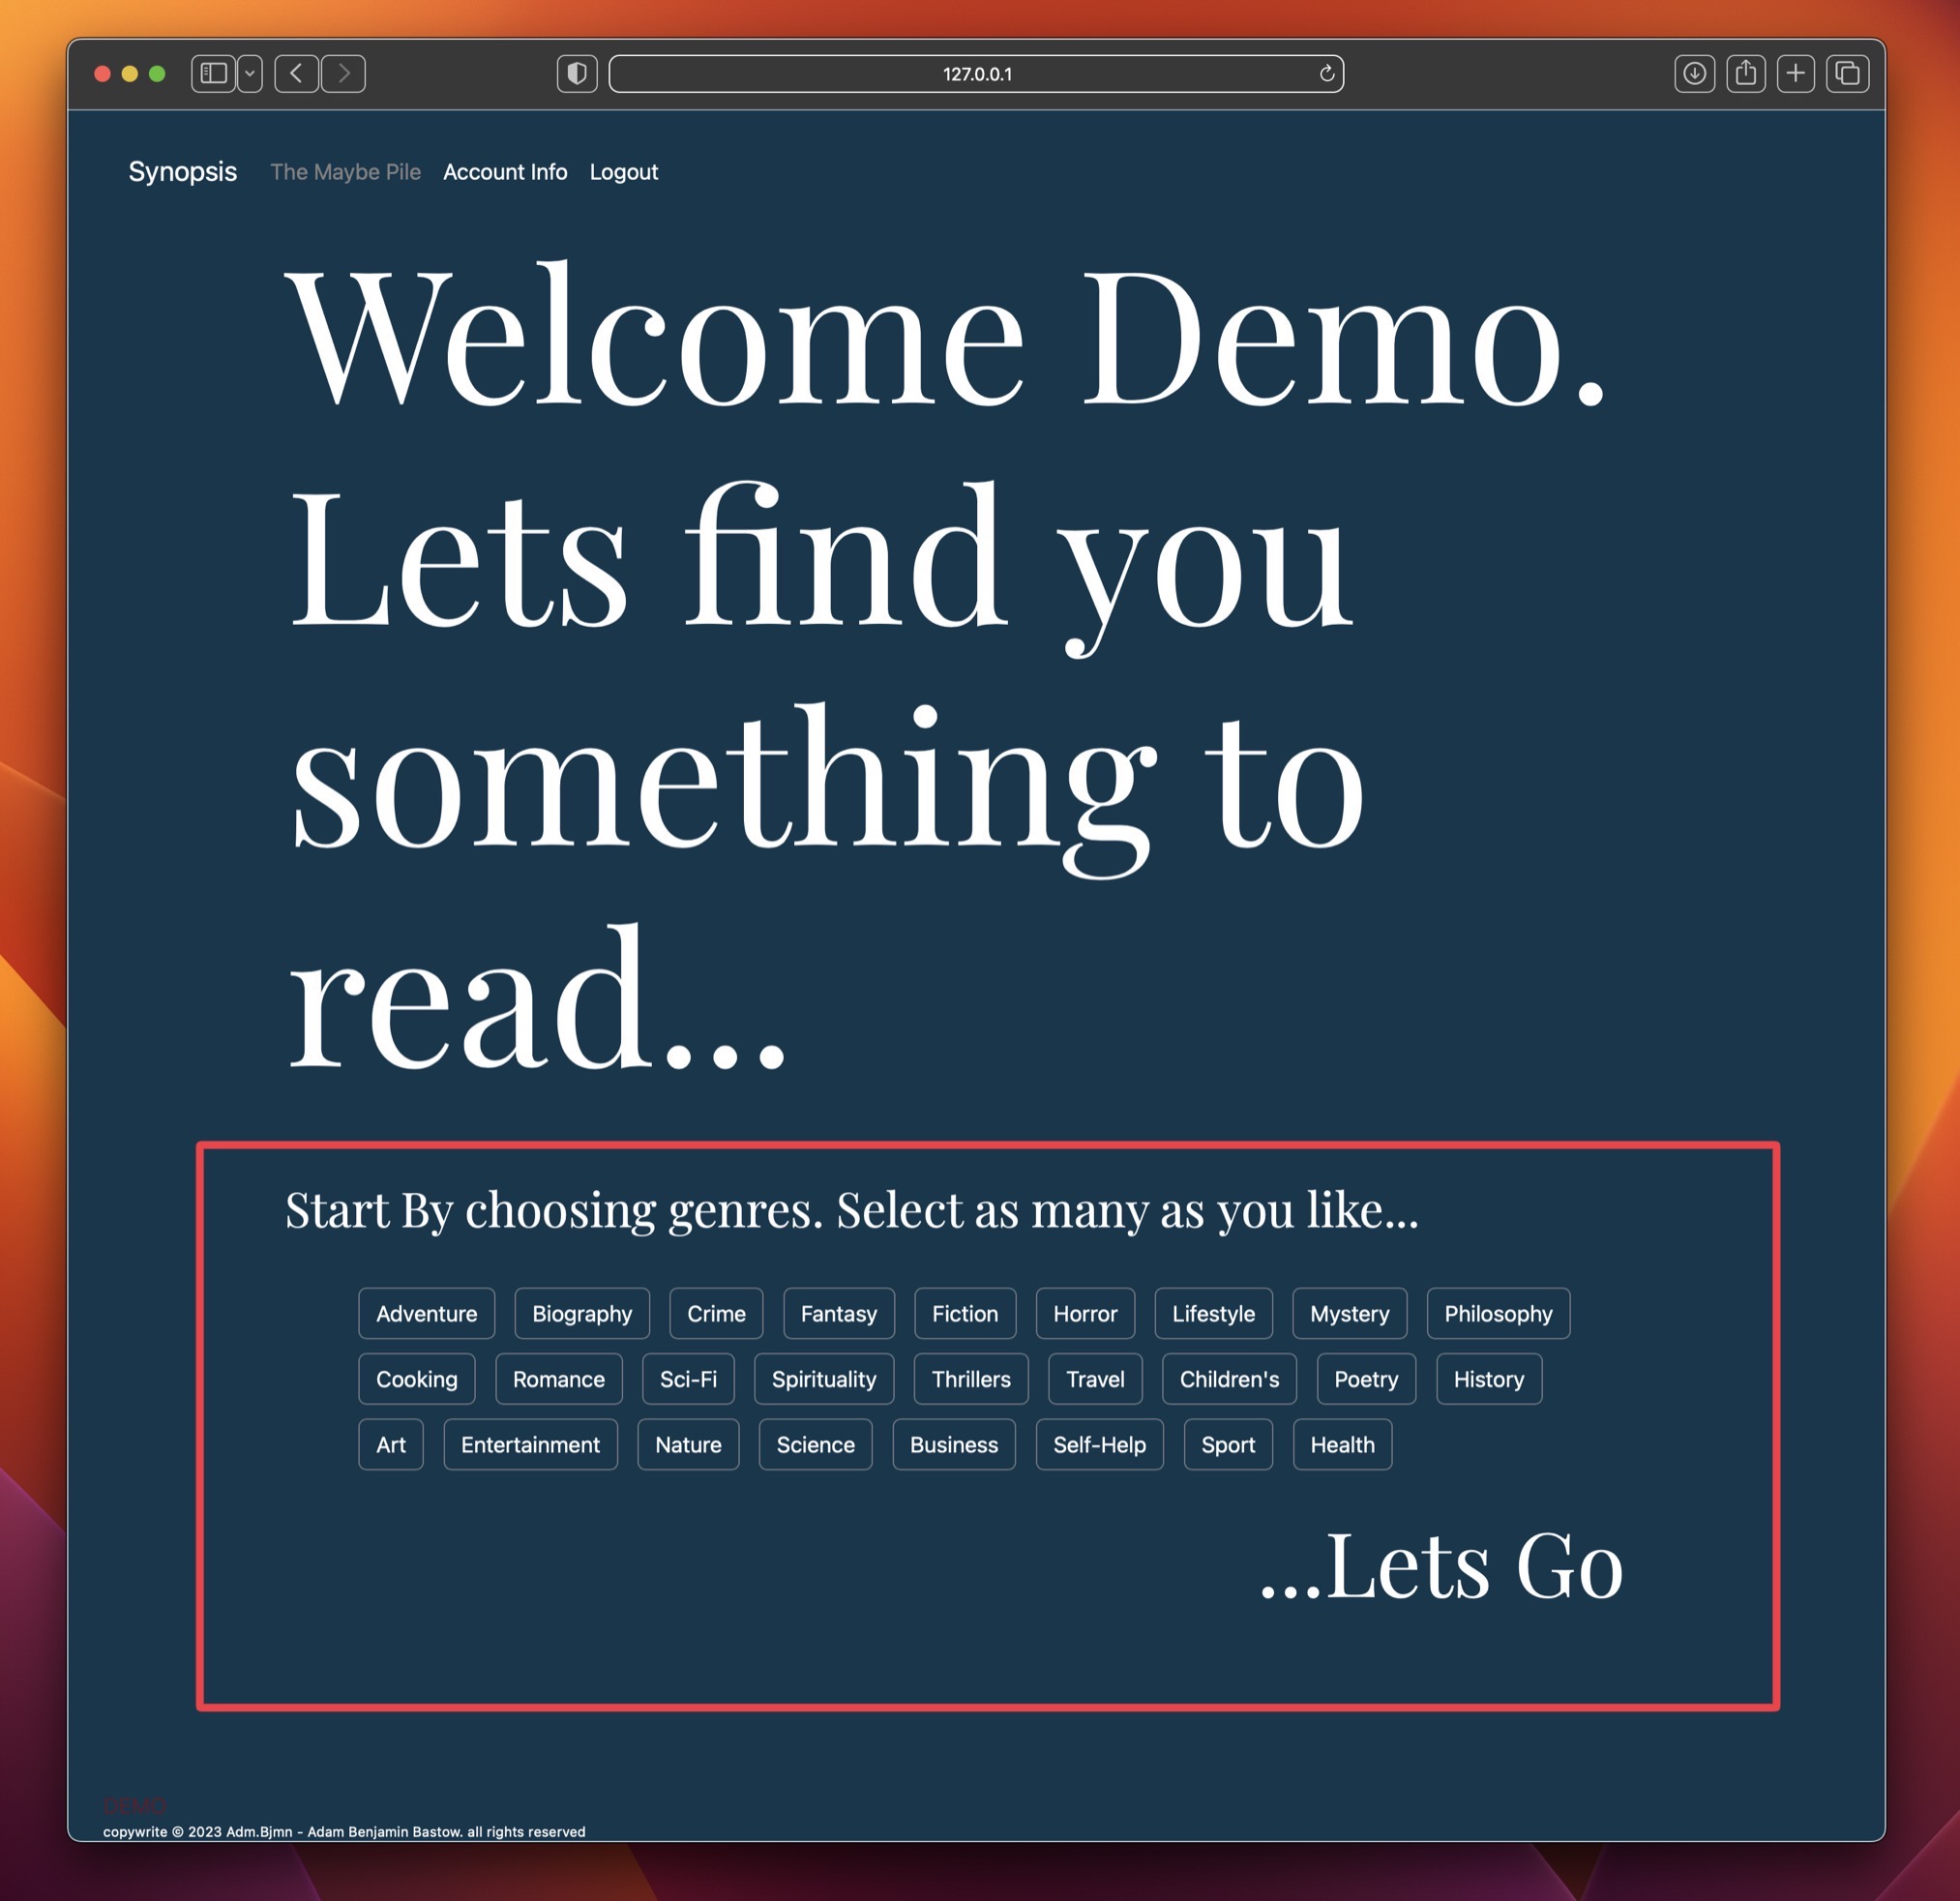 127.0.0.1
Synopsis The Maybe Pile Account Info Logout
Welcome Demo.
Lets find you
something to
read...
Start By choosing genres. Select as many as you like...
Adventure Biography Crime Fantasy Fiction Horror Lifestyle Mystery Philosophy
Cooking Romance Sci-Fi Spirituality Thrillers Travel Children's Poetry History
Art Entertainment Nature Science Business Self-Help Sport Health
...Lets Go
DEMO
copywrite © 2023 Adm.Bjmn - Adam Benjamin Bastow. all rights reserved